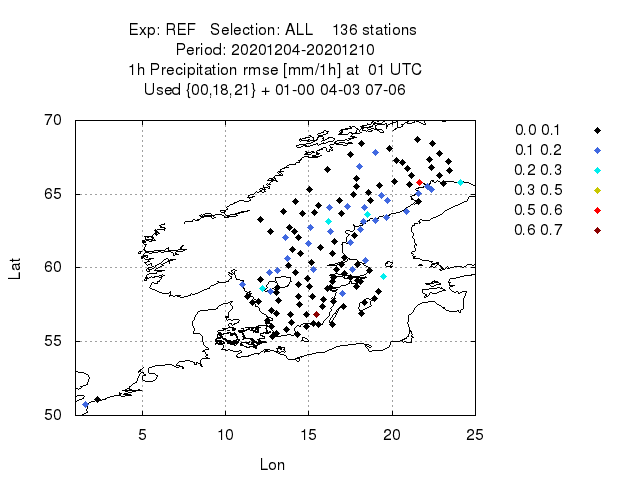 Exp: REF   Selection: ALL    136 stations
Period: 20201204-20201210
1h Precipitation rmse [mm/1h] at  01 UTC
Used {00,18,21} + 01-00 04-03 07-06
70
65
60
55
50
Lat
5 10 15 20 25
Lon
0.0 0.1
0.1 0.2
0.2 0.3
0.3 0.5
0.5 0.6
0.6 0.7